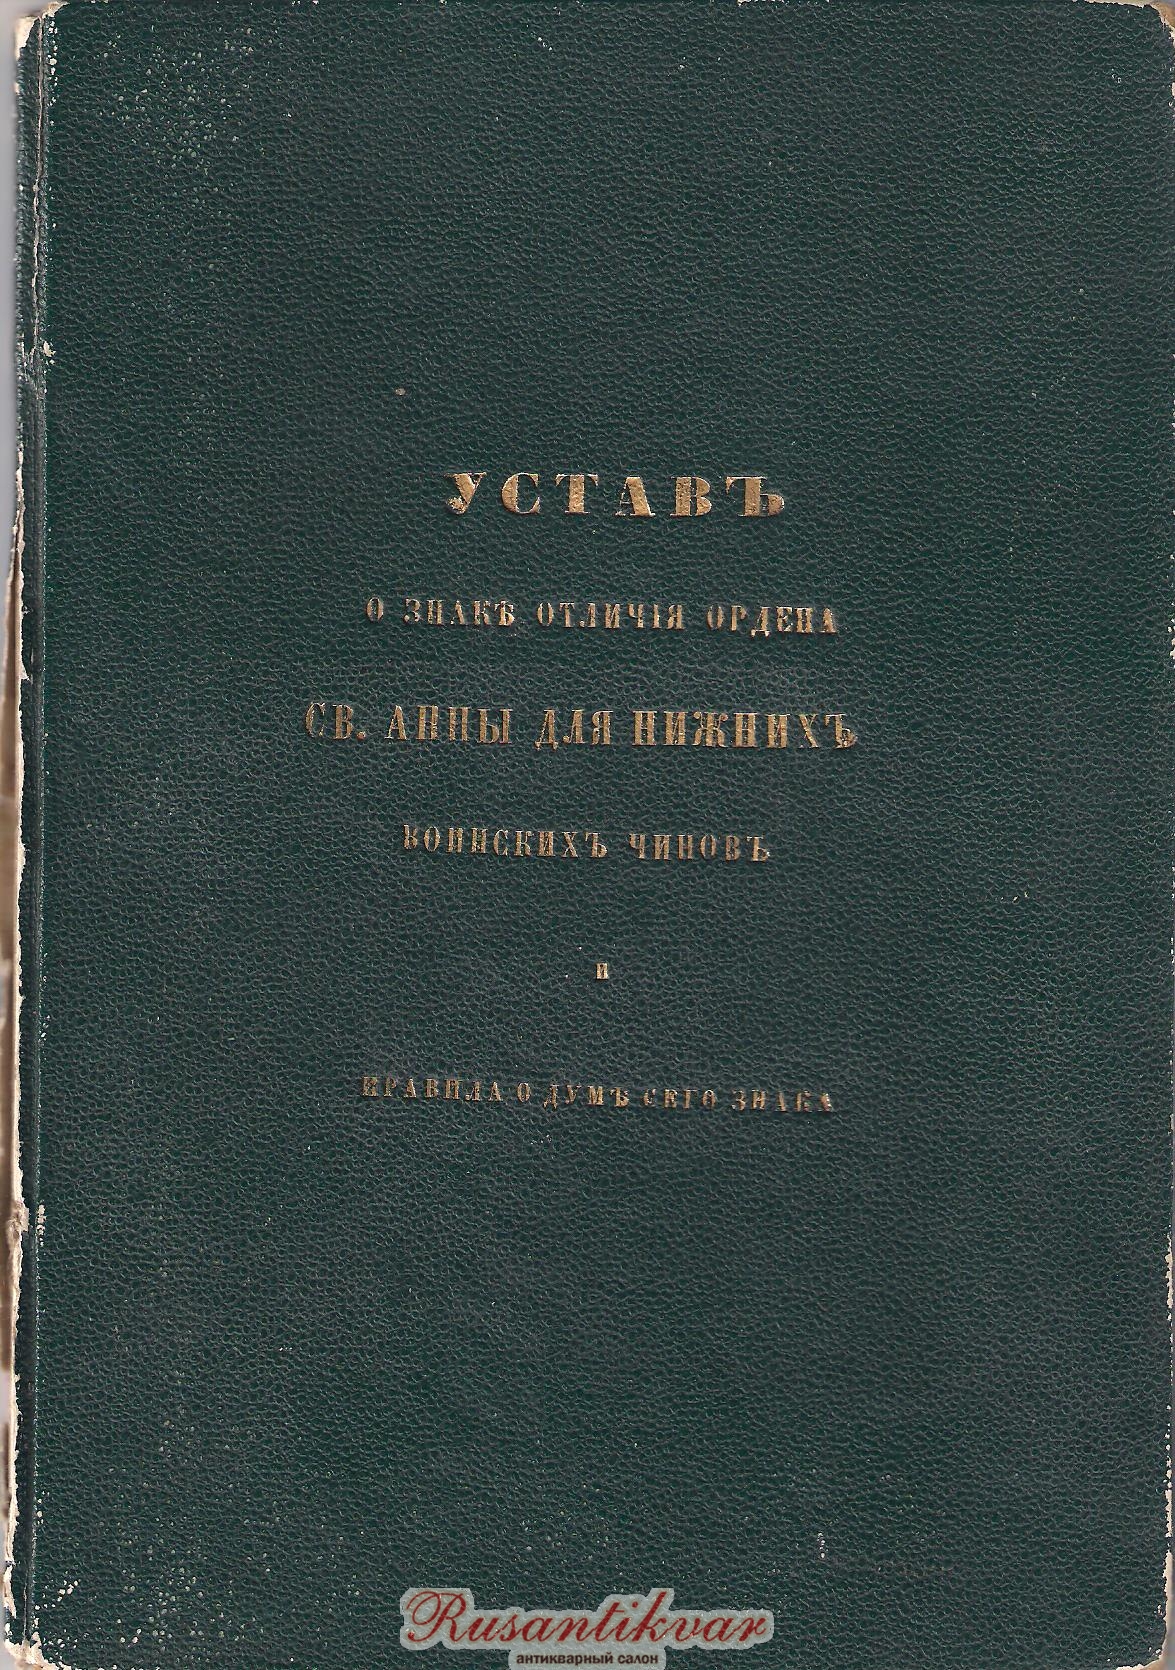 УСТАВЪ
О ЗНАКѢ ОТЛИЧІЯ ОРДЕНА
СВ. АННЫ ДЛЯ НИЖНИХЪ
ВОИНСКИХЪ ЧИНОВЪ
И
ПРАВИЛА О ДУМѢ СЕГО ЗНАКА
Rusantikvar
антикварный салон